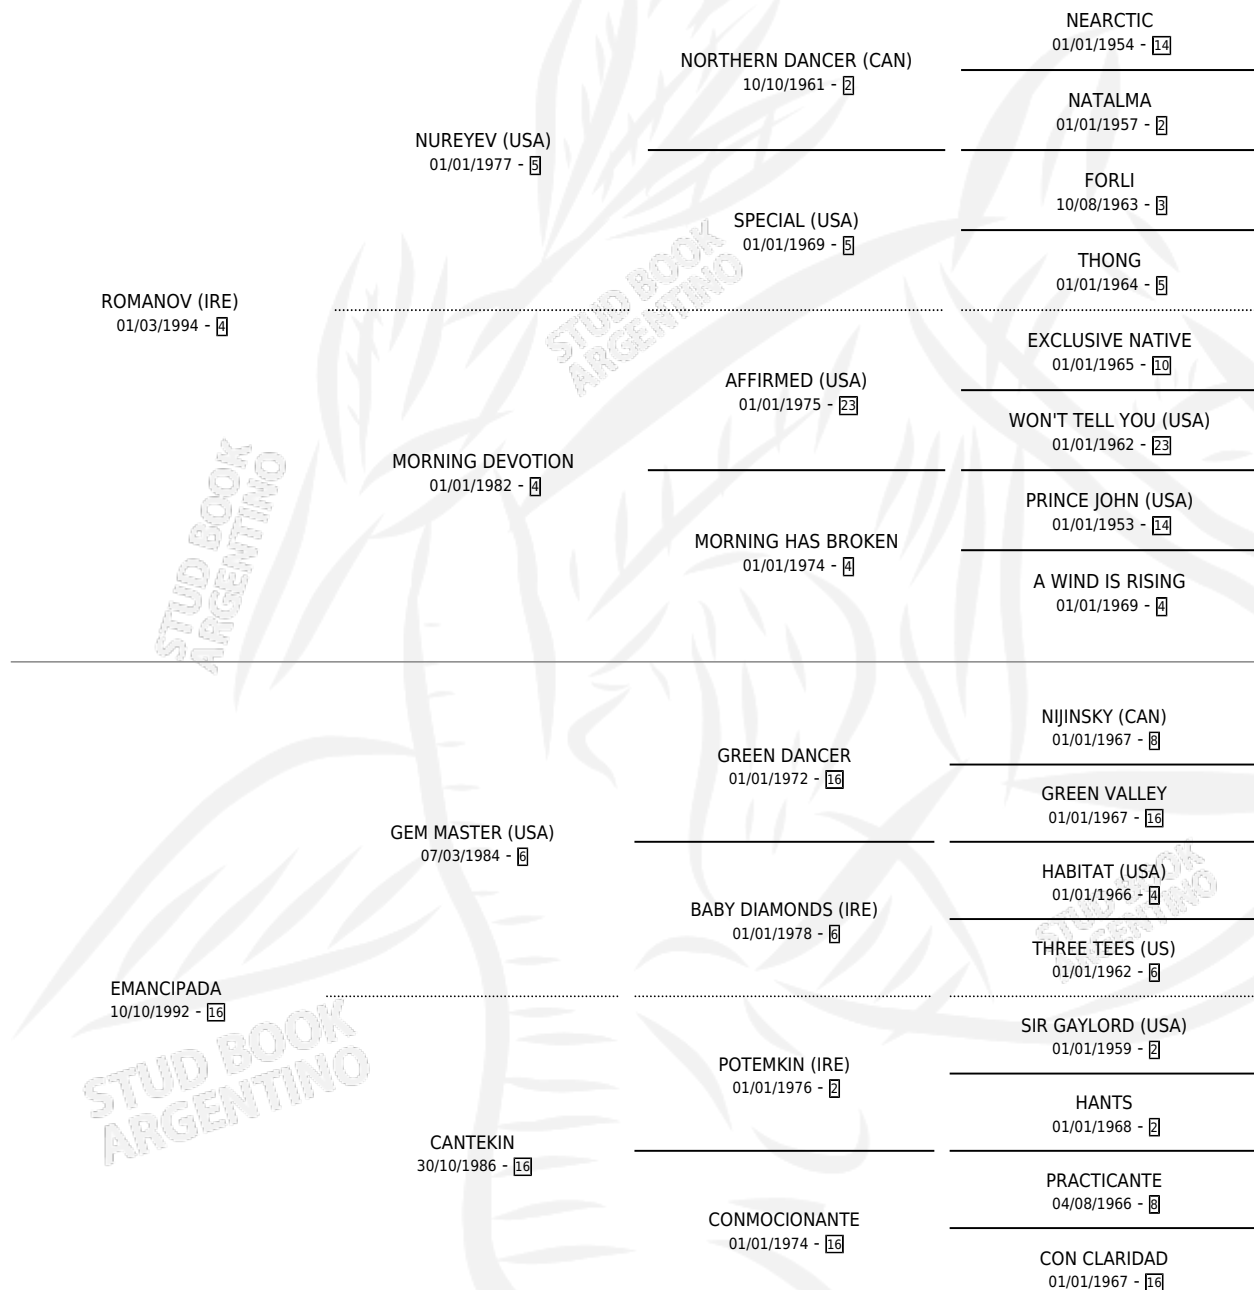 NEARCTIC
01/01/1954 - 14
NORTHERN DANCER (CAN)
10/10/1961 - 2
NATALMA
01/01/1957 - 2
NUREYEV (USA)
01/01/1977 - 5
FORLI
10/08/1963 - 3
SPECIAL (USA)
01/01/1969 - 5
THONG
01/01/1964 - 5
ROMANOV (IRE)
01/03/1994 - 4
EXCLUSIVE NATIVE
01/01/1965 - 10
AFFIRMED (USA)
01/01/1975 - 23
WON'T TELL YOU (USA)
01/01/1962 - 23
MORNING DEVOTION
01/01/1982 - 4
PRINCE JOHN (USA)
01/01/1953 - 14
MORNING HAS BROKEN
01/01/1974 - 4
A WIND IS RISING
01/01/1969 - 4
NIJINSKY (CAN)
01/01/1967 - 8
GREEN DANCER
01/01/1972 - 16
GREEN VALLEY
01/01/1967 - 16
GEM MASTER (USA)
07/03/1984 - 6
HABITAT (USA)
01/01/1966 - 4
BABY DIAMONDS (IRE)
01/01/1978 - 6
THREE TEES (US)
01/01/1962 - 6
EMANCIPADA
10/10/1992 - 16
SIR GAYLORD (USA)
01/01/1959 - 2
POTEMKIN (IRE)
01/01/1976 - 2
HANTS
01/01/1968 - 2
CANTEKIN
30/10/1986 - 16
PRACTICANTE
04/08/1966 - 8
CONMOCIONANTE
01/01/1974 - 16
CON CLARIDAD
01/01/1967 - 16
STUD BOOK
ARGENTINO
STUD BOOK
ARGENTINO
STUD BOOK
ARGENTINO
STUD BOOK
ARGENTINO